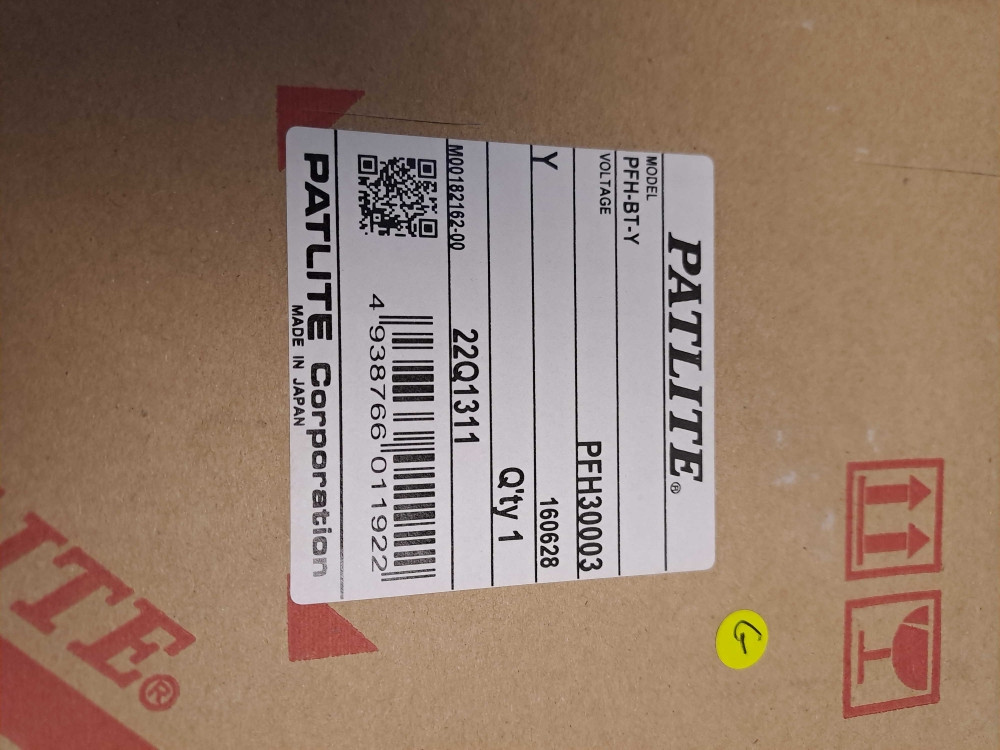 PATLITE®
MODEL
PFH-BT-Y
VOLTAGE
PFH30003
Y
160628
Q'ty 1
M00182162-00
22Q1311
4 938766 011922
PATLITE Corporation
MADE IN JAPAN
G
ITE®